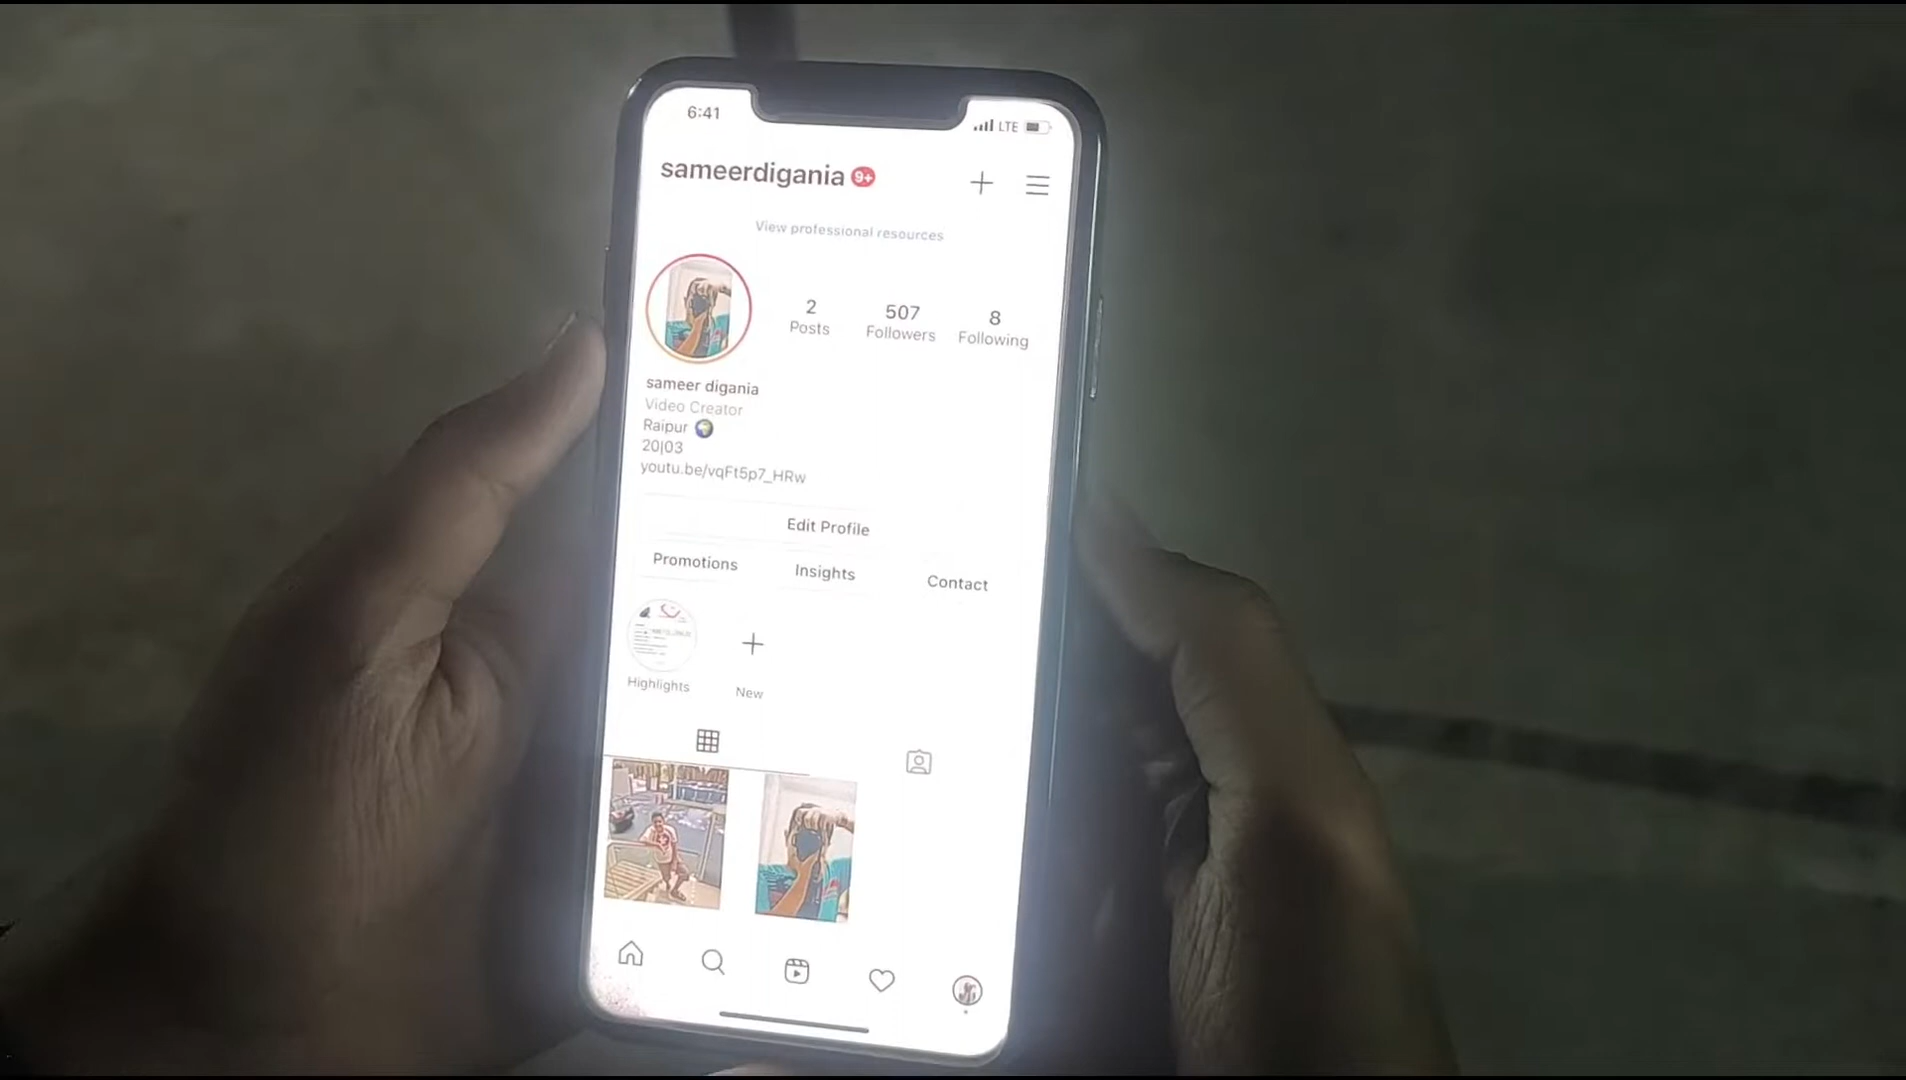 6:41
LTE
sameerdigania 9+
View professional resources
2 507 8
Posts Followers Following
sameer digania
Video Creator
Raipur
20|03
youtu.be/vqFt5p7_HRw
Edit Profile
Promotions Insights Contact
Highlights New